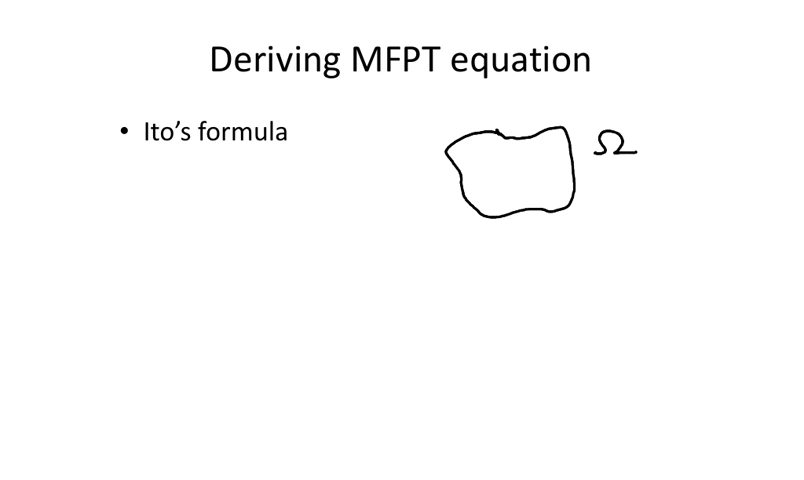 Deriving MFPT equation
• Ito’s formula
Ω